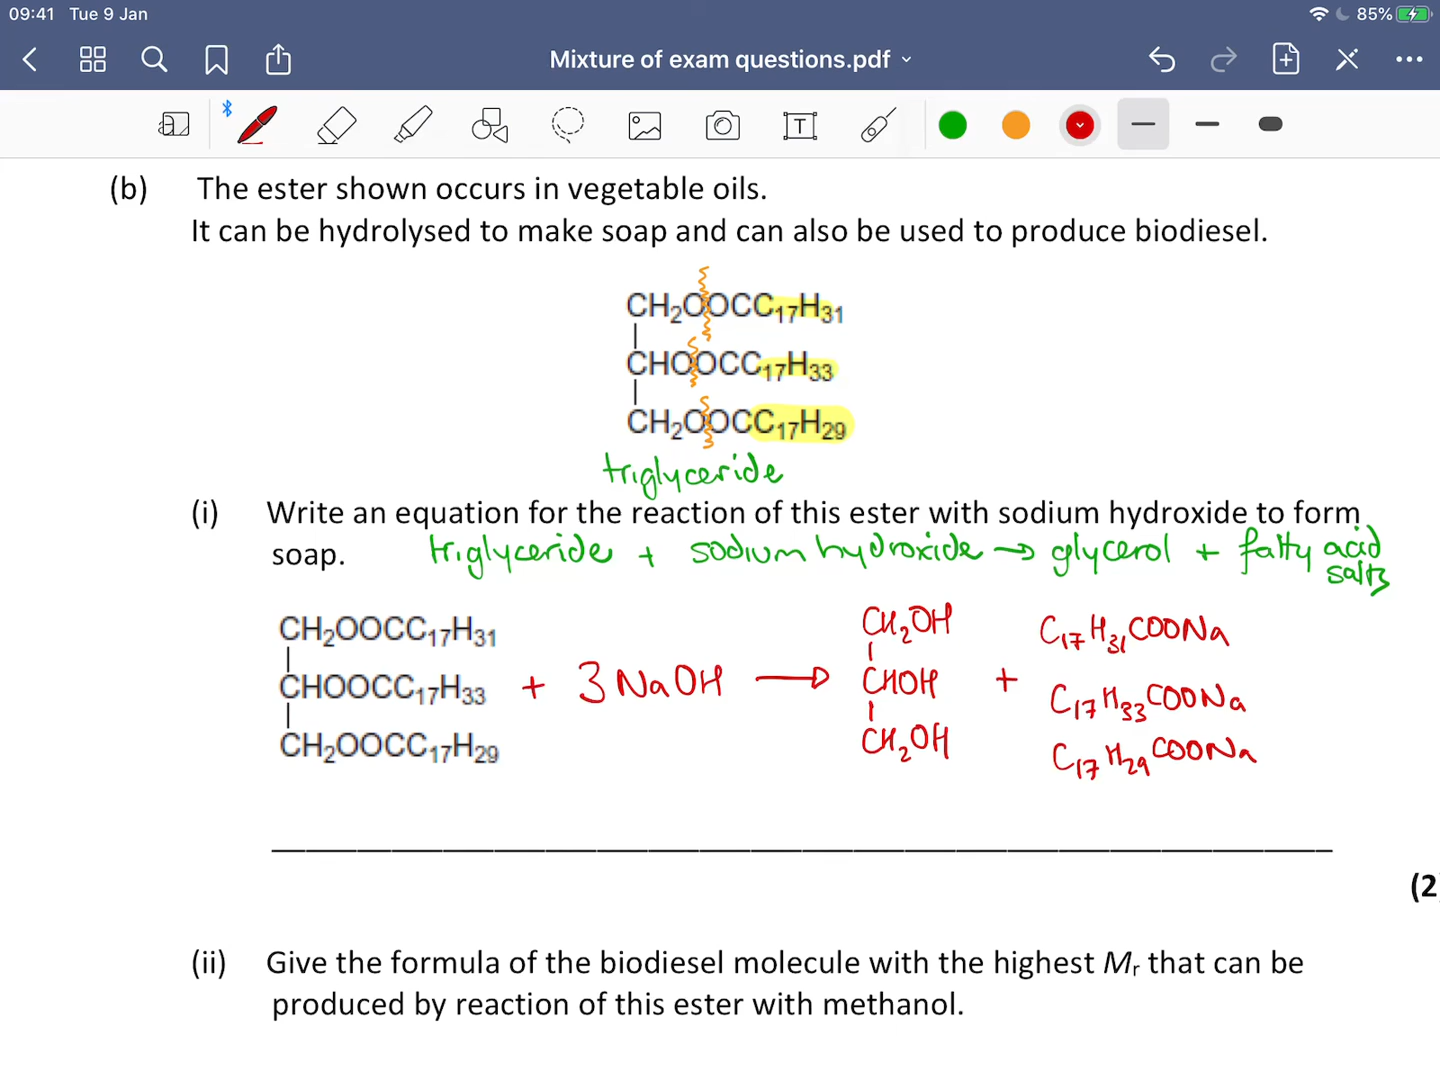 09:41 Tue 9 Jan
85%
Mixture of exam questions.pdf
(b) The ester shown occurs in vegetable oils.
It can be hydrolysed to make soap and can also be used to produce biodiesel.
CH₂OOCC₁₇H₃₁
CHOOCC₁₇H₃₃
CH₂OOCC₁₇H₂₉
triglyceride
(i) Write an equation for the reaction of this ester with sodium hydroxide to form
soap. triglyceride + sodium hydroxide → glycerol + fatty acid
salts
CH₂OOCC₁₇H₃₁ CH₂OH C₁₇H₃₁COONa
CHOOCC₁₇H₃₃ + 3 NaOH → CHOH + C₁₇H₃₃COONa
CH₂OOCC₁₇H₂₉ CH₂OH C₁₇H₂₉COONa
(2
(ii) Give the formula of the biodiesel molecule with the highest Mᵣ that can be
produced by reaction of this ester with methanol.